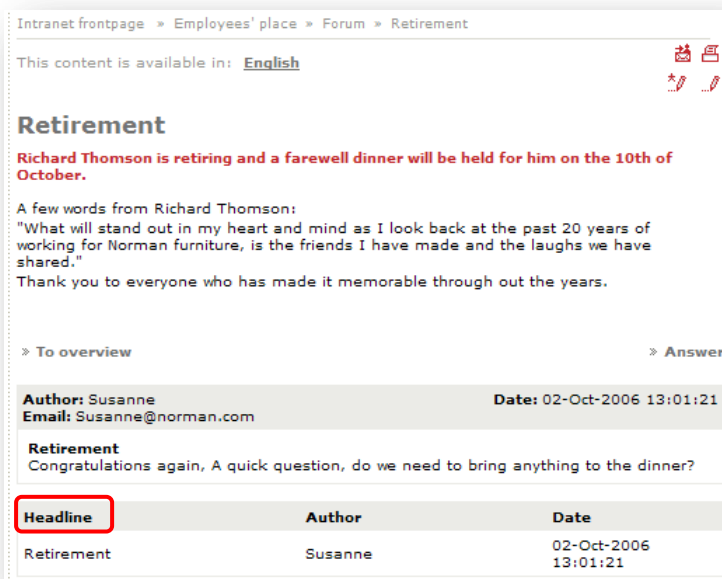 Intranet frontpage » Employees' place » Forum » Retirement
This content is available in: English
Retirement
Richard Thomson is retiring and a farewell dinner will be held for him on the 10th of
October.
A few words from Richard Thomson:
"What will stand out in my heart and mind as I look back at the past 20 years of
working for Norman furniture, is the friends I have made and the laughs we have
shared."
Thank you to everyone who has made it memorable through out the years.
» To overview » Answer
Author: Susanne Date: 02-Oct-2006 13:01:21
Email: Susanne@norman.com
Retirement
Congratulations again, A quick question, do we need to bring anything to the dinner?
Headline Author Date
Retirement Susanne 02-Oct-2006
13:01:21